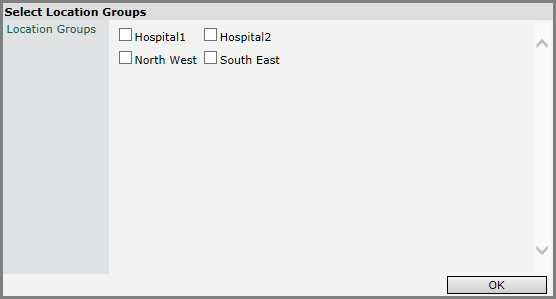 Select Location Groups
Location Groups
Hospital1 Hospital2
North West South East
OK